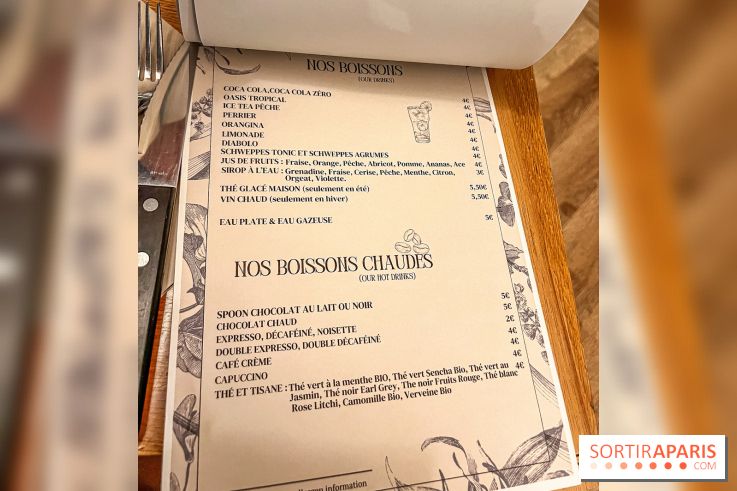 NOS BOISSONS
(OUR DRINKS)
COCA COLA,COCA COLA ZÉRO 4€
OASIS TROPICAL 4€
ICE TEA PÊCHE 4€
PERRIER 4€
ORANGINA 4€
LIMONADE 4€
DIABOLO 4€
SCHWEPPES TONIC ET SCHWEPPES AGRUMES 4€
JUS DE FRUITS : Fraise, Orange, Pêche, Abricot, Pomme, Ananas, Ace 4€
SIROP À L'EAU : Grenadine, Fraise, Cerise, Pêche, Menthe, Citron, 3€
Orgeat, Violette.
THÉ GLACÉ MAISON (seulement en été) 5,50€
VIN CHAUD (seulement en hiver) 5,50€
EAU PLATE & EAU GAZEUSE 5€
NOS BOISSONS CHAUDES
(OUR HOT DRINKS)
SPOON CHOCOLAT AU LAIT OU NOIR 5€
CHOCOLAT CHAUD 5€
EXPRESSO, DÉCAFÉINÉ, NOISETTE 2€
DOUBLE EXPRESSO, DOUBLE DÉCAFÉINÉ 4€
CAFÉ CRÈME 4€
CAPUCCINO 4€
THÉ ET TISANE : Thé vert à la menthe BIO, Thé vert Sencha Bio, Thé vert au 4€
Jasmin, Thé noir Earl Grey, The noir Fruits Rouge, Thé blanc
Rose Litchi, Camomille Bio, Verveine Bio
information
SORTIRAPARIS
.COM